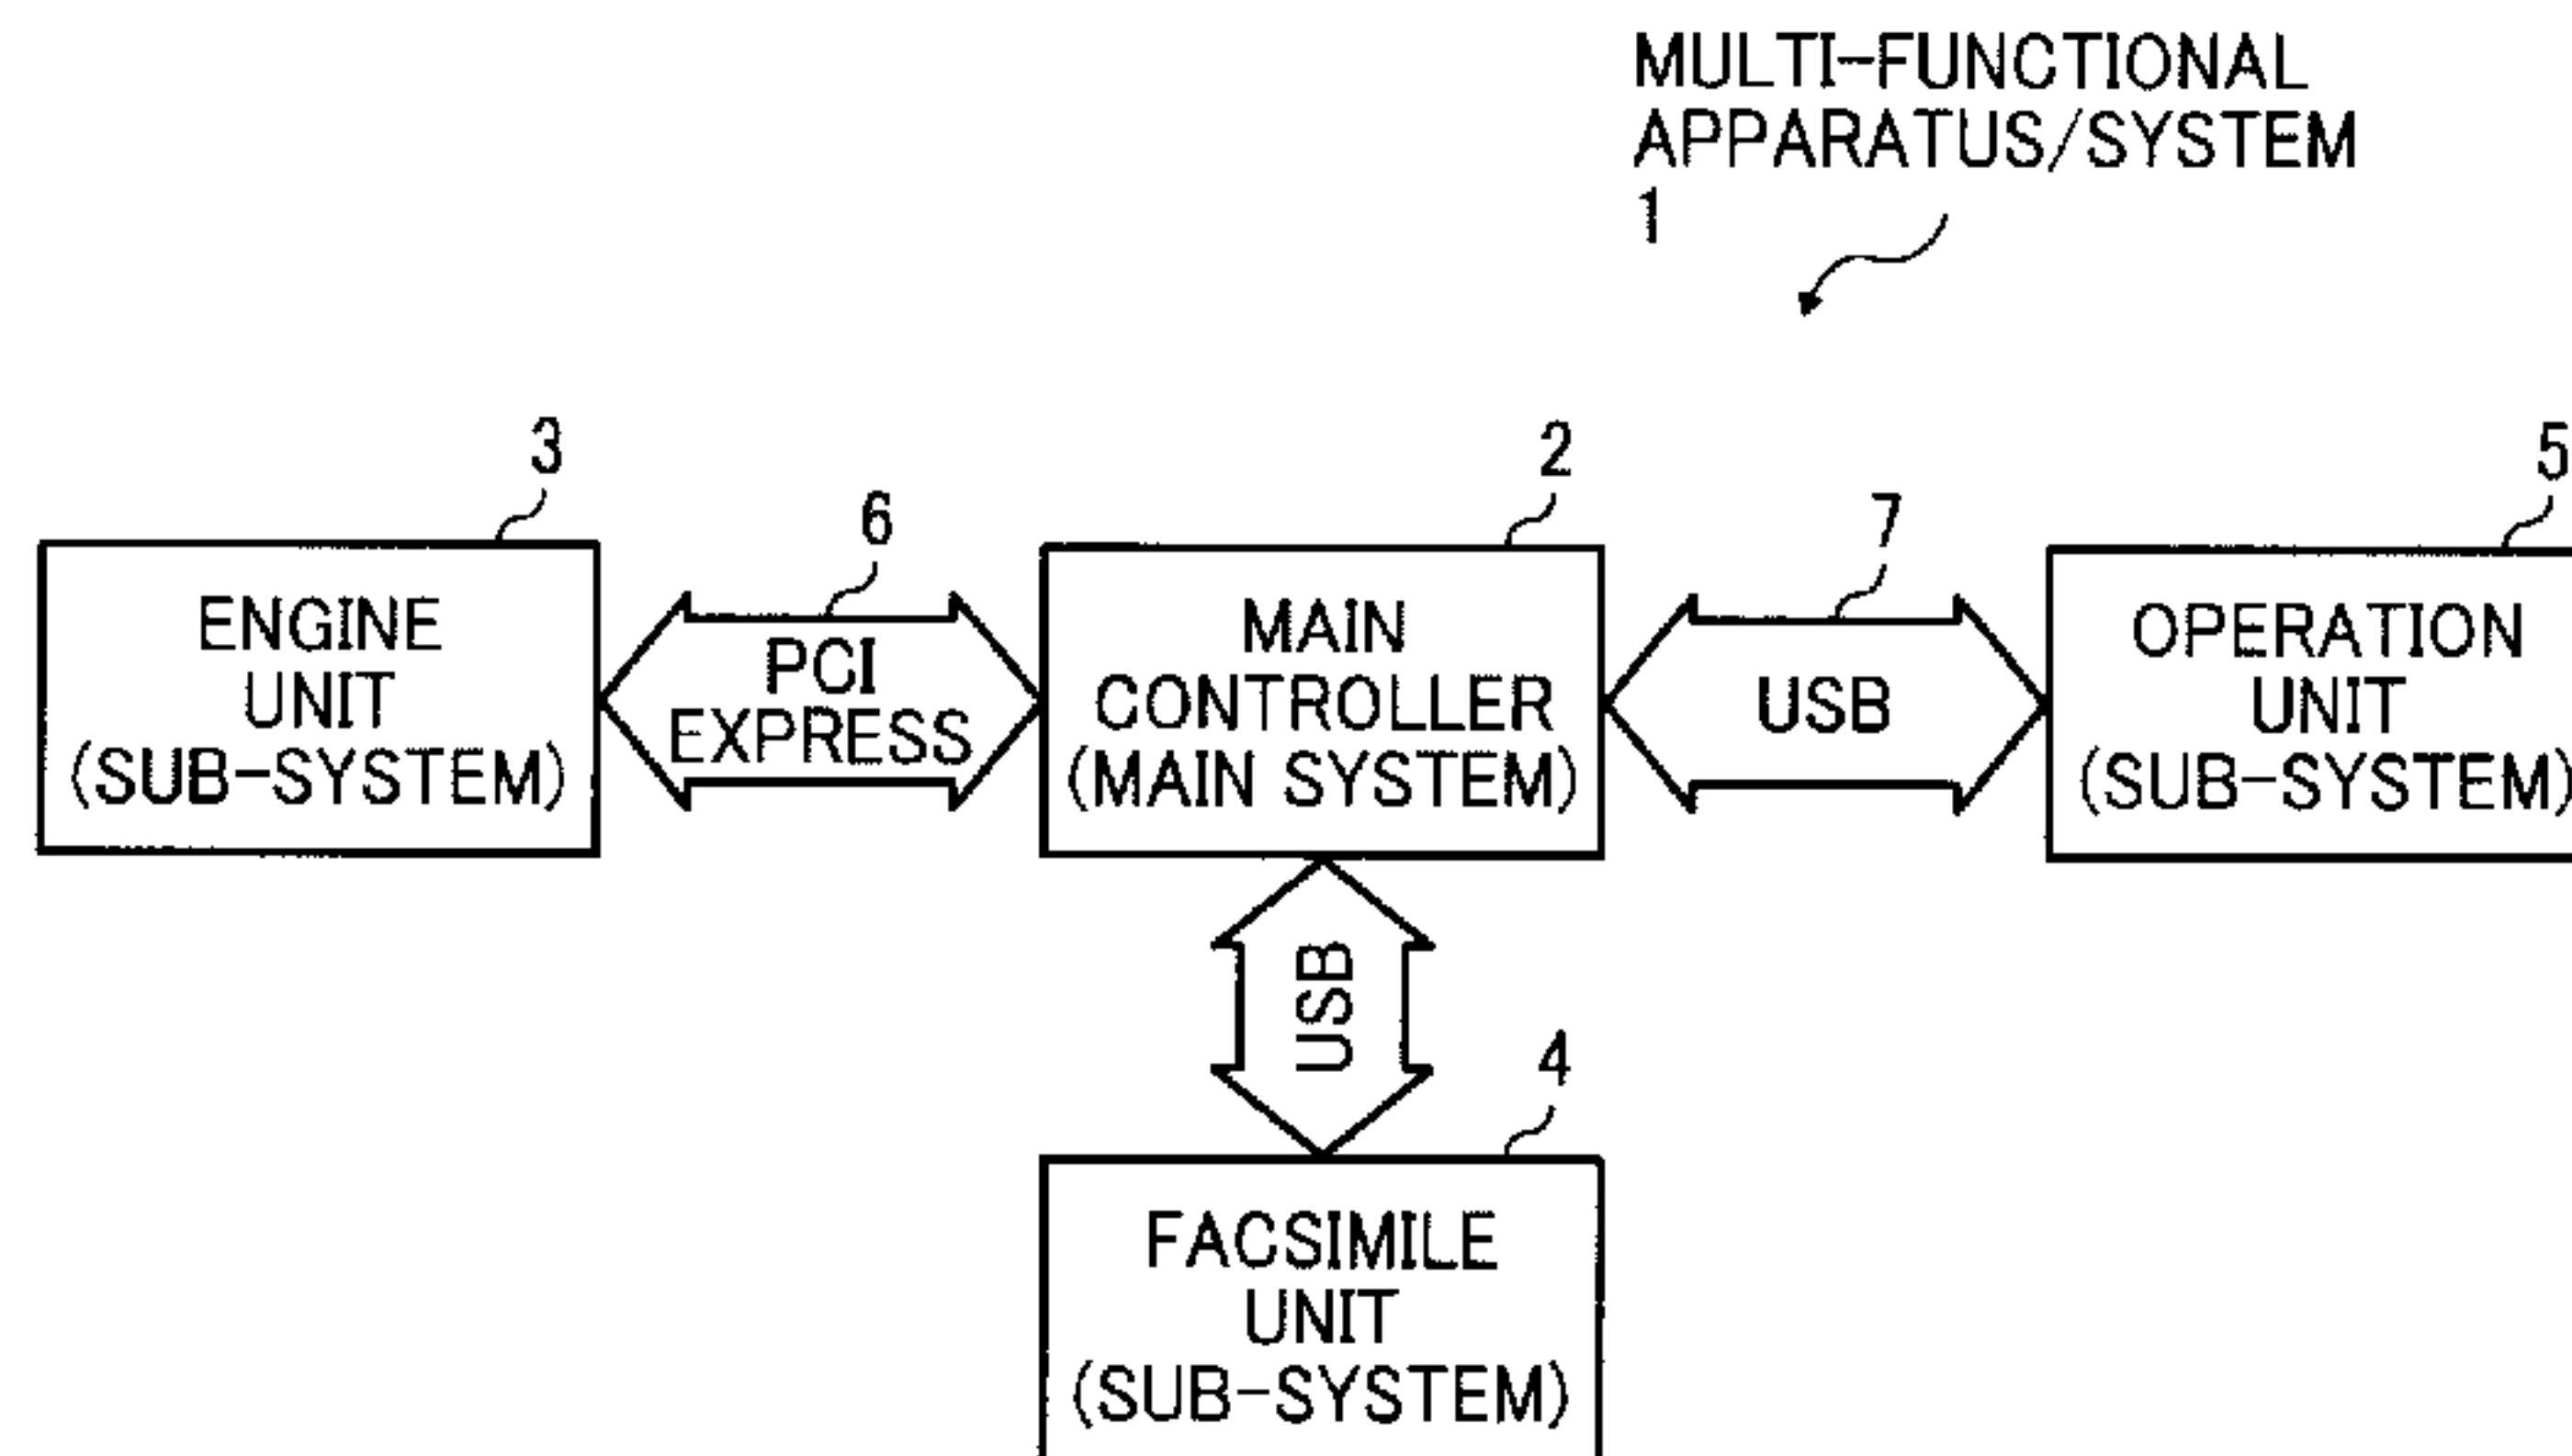 MULTI-FUNCTIONAL
APPARATUS/SYSTEM
1
3
6
2
7
5
ENGINE
UNIT
(SUB-SYSTEM)
PCI
EXPRESS
MAIN
CONTROLLER
(MAIN SYSTEM)
USB
OPERATION
UNIT
(SUB-SYSTEM)
USB
4
FACSIMILE
UNIT
(SUB-SYSTEM)